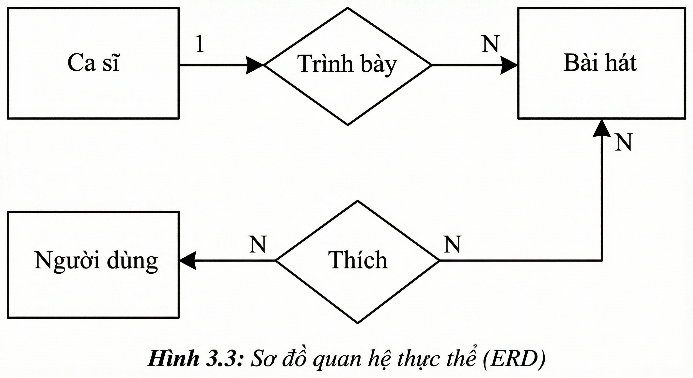 Ca sĩ
1
Trình bày
N
Bài hát
N
Người dùng
N
Thích
N
Hình 3.3: Sơ đồ quan hệ thực thể (ERD)